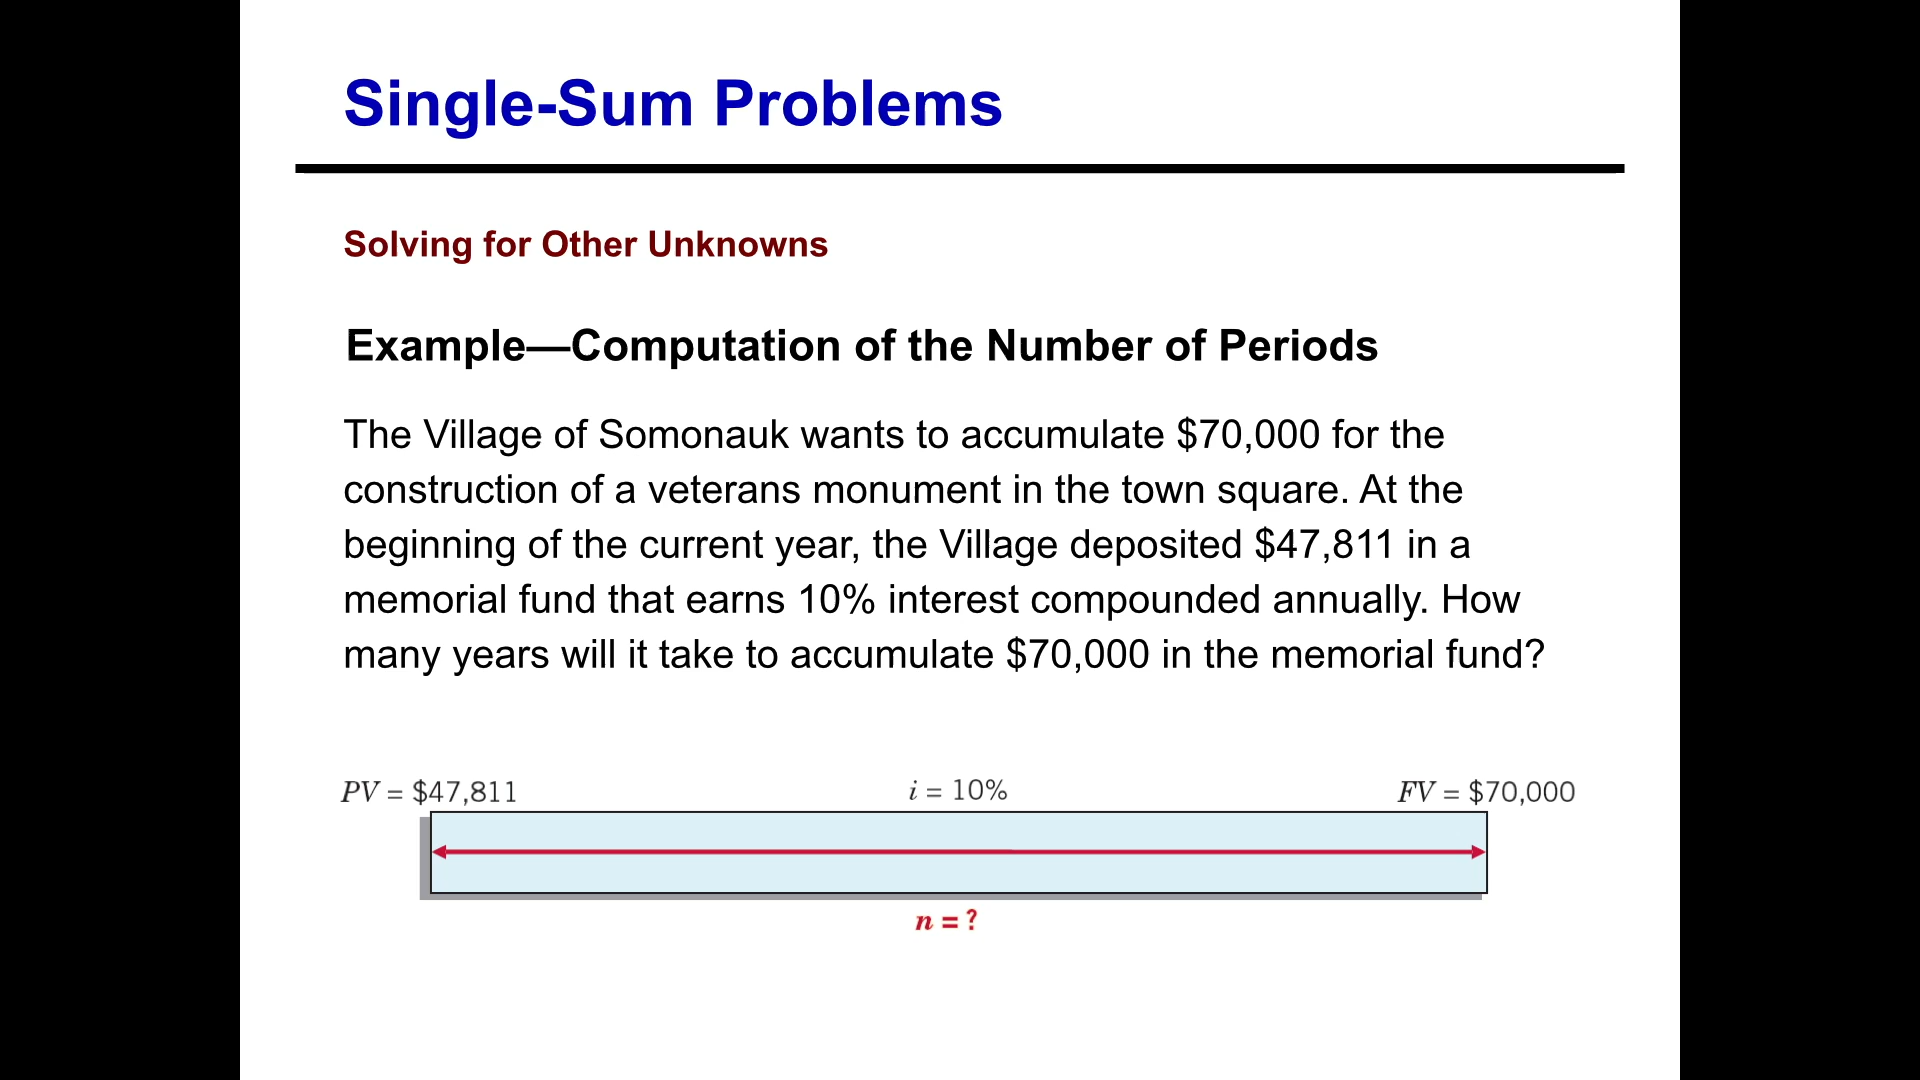 Single-Sum Problems
Solving for Other Unknowns
Example—Computation of the Number of Periods
The Village of Somonauk wants to accumulate $70,000 for the
construction of a veterans monument in the town square. At the
beginning of the current year, the Village deposited $47,811 in a
memorial fund that earns 10% interest compounded annually. How
many years will it take to accumulate $70,000 in the memorial fund?
PV = $47,811 i = 10% FV = $70,000
n = ?